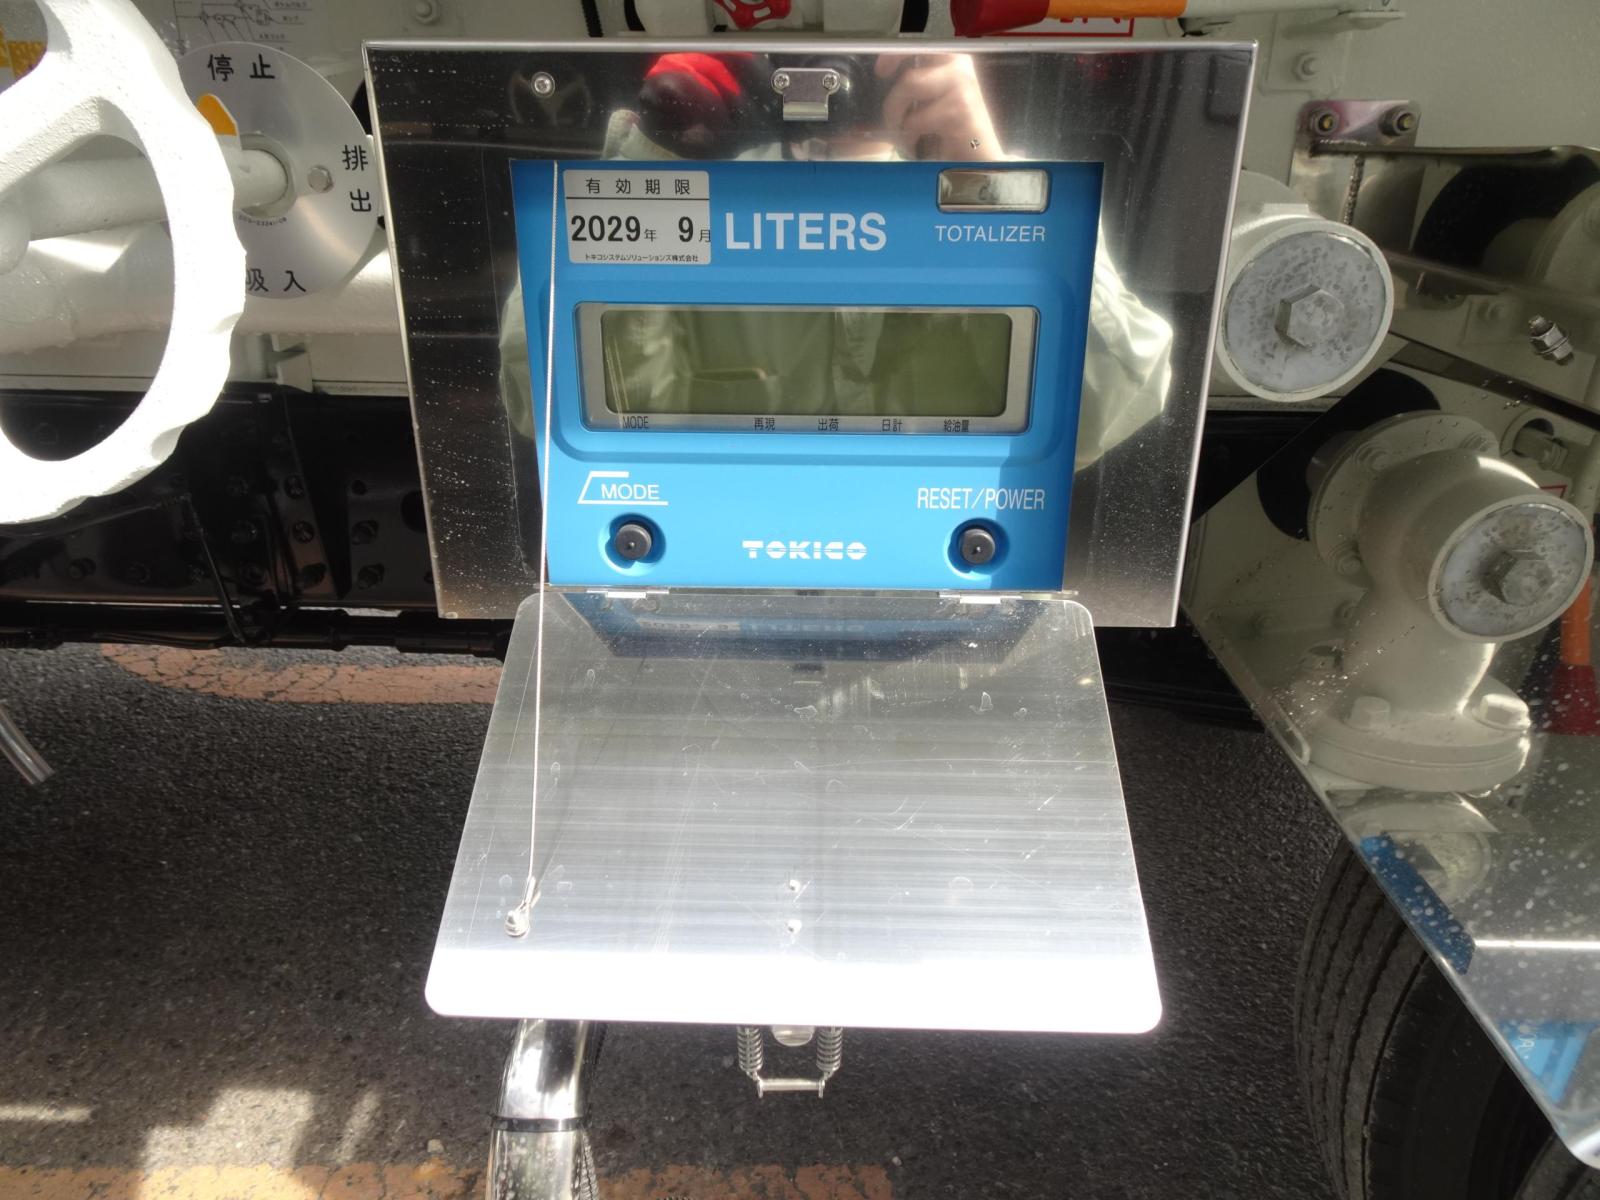 停止
排出
吸入
有効期限
2029年 9月
トキコシステムソリューションズ株式会社
LITERS
TOTALIZER
MODE 再現 出荷 日計 給油量
MODE
RESET/POWER
TOKICO